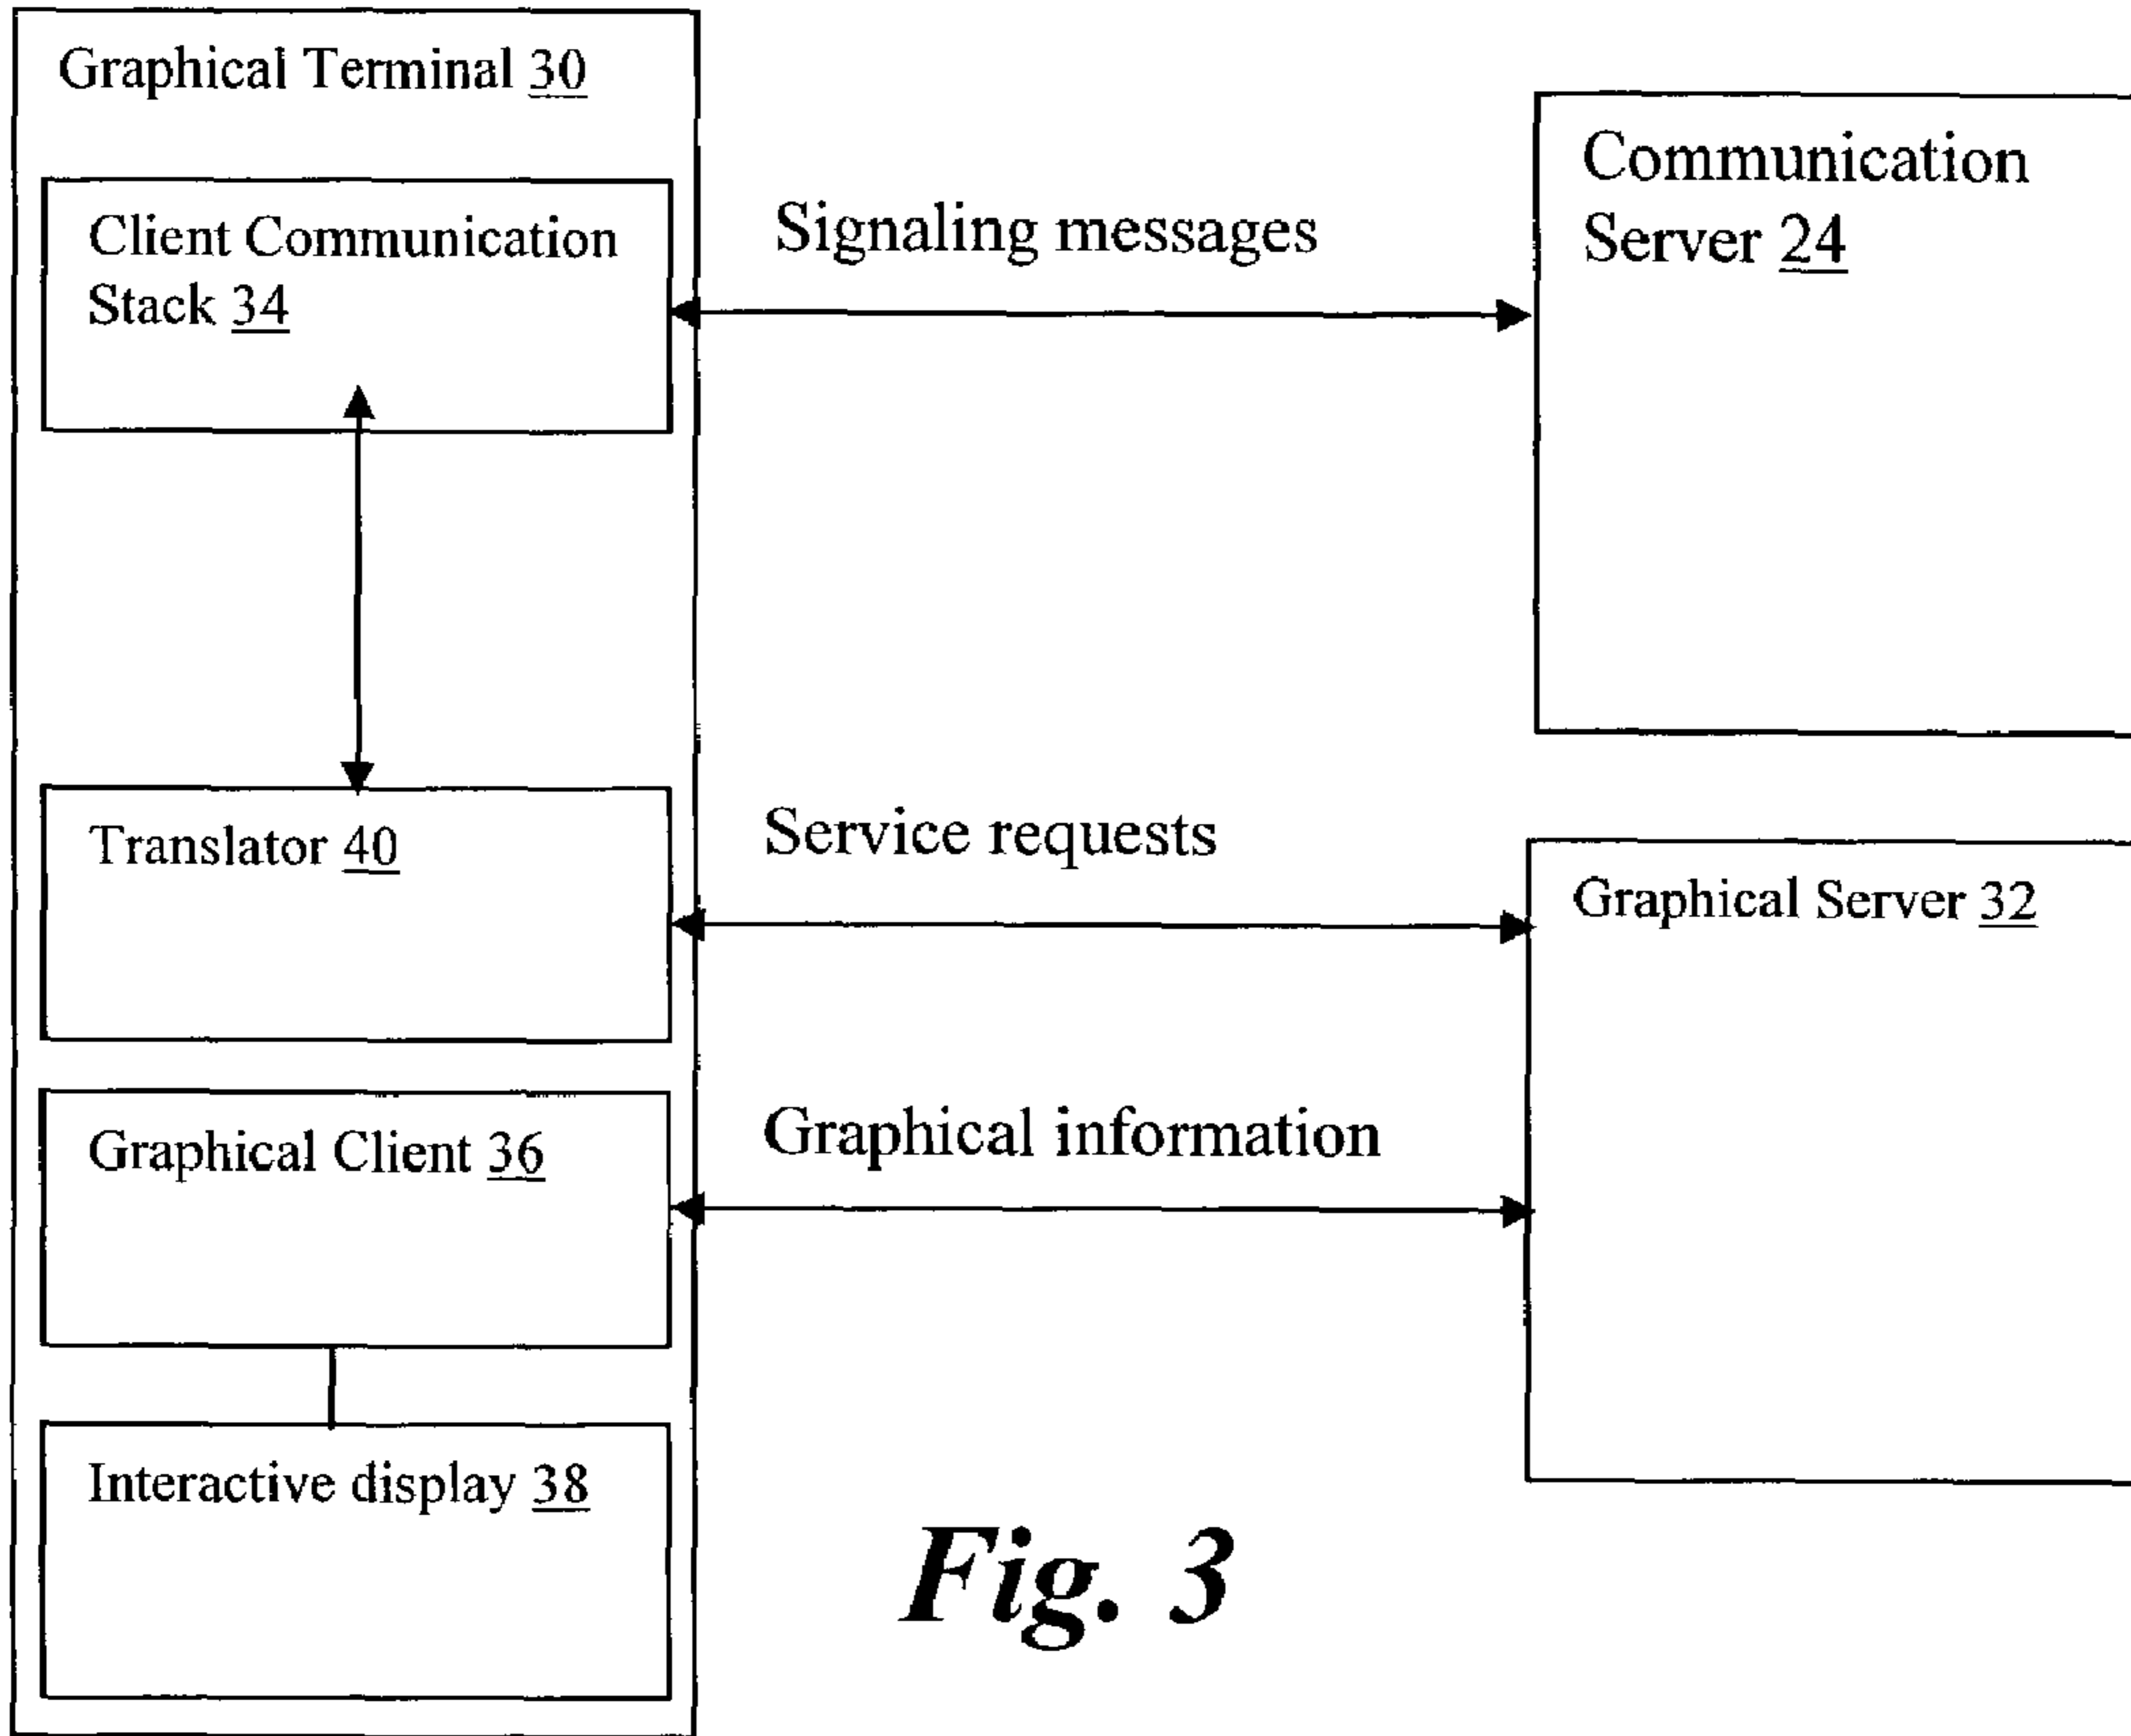 Graphical Terminal 30
Client Communication
Stack 34
Signaling messages
Communication
Server 24
Translator 40
Service requests
Graphical Server 32
Graphical Client 36
Graphical information
Interactive display 38
Fig. 3